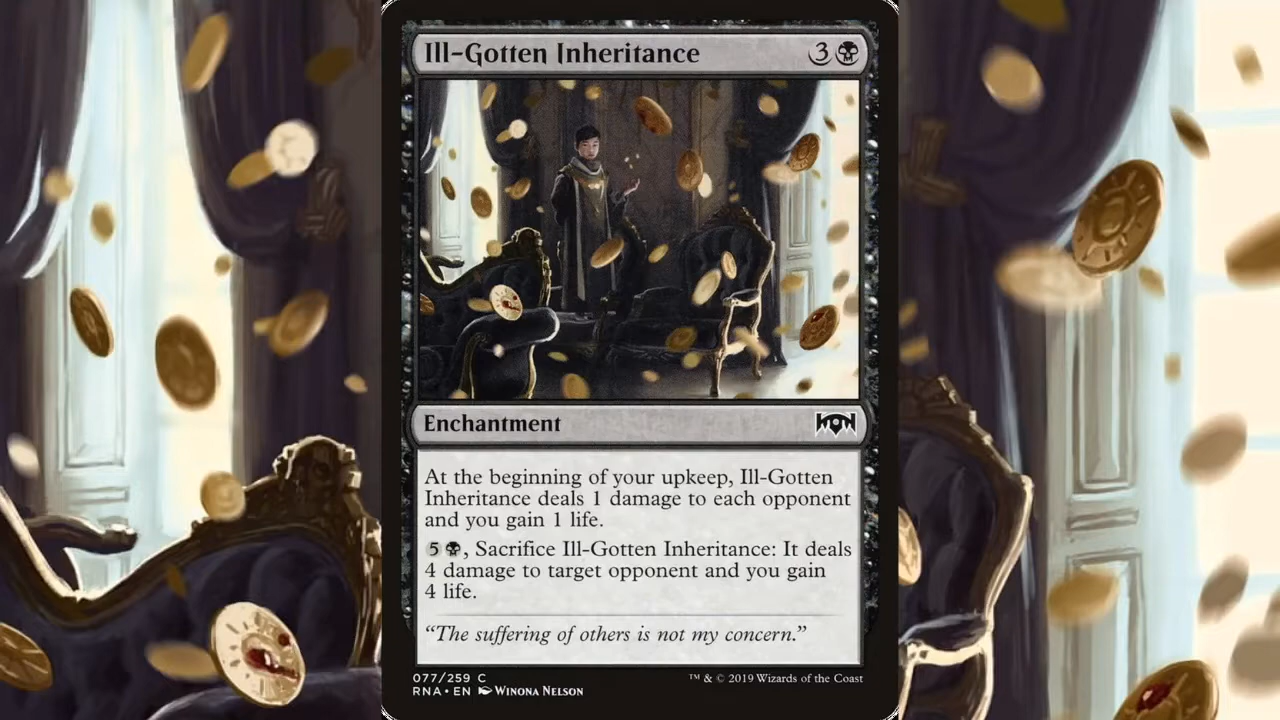 Ill-Gotten Inheritance 3
Enchantment
At the beginning of your upkeep, Ill-Gotten
Inheritance deals 1 damage to each opponent
and you gain 1 life.
5, Sacrifice Ill-Gotten Inheritance: It deals
4 damage to target opponent and you gain
4 life.
“The suffering of others is not my concern.”
077/259 C
RNA • EN Winona Nelson
™ & © 2019 Wizards of the Coast